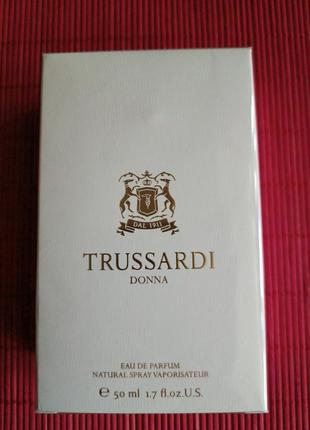 DAL 1911
TRUSSARDI
DONNA
EAU DE PARFUM
NATURAL SPRAY VAPORISATEUR
℮ 50 ml 1.7 fl.oz.U.S.